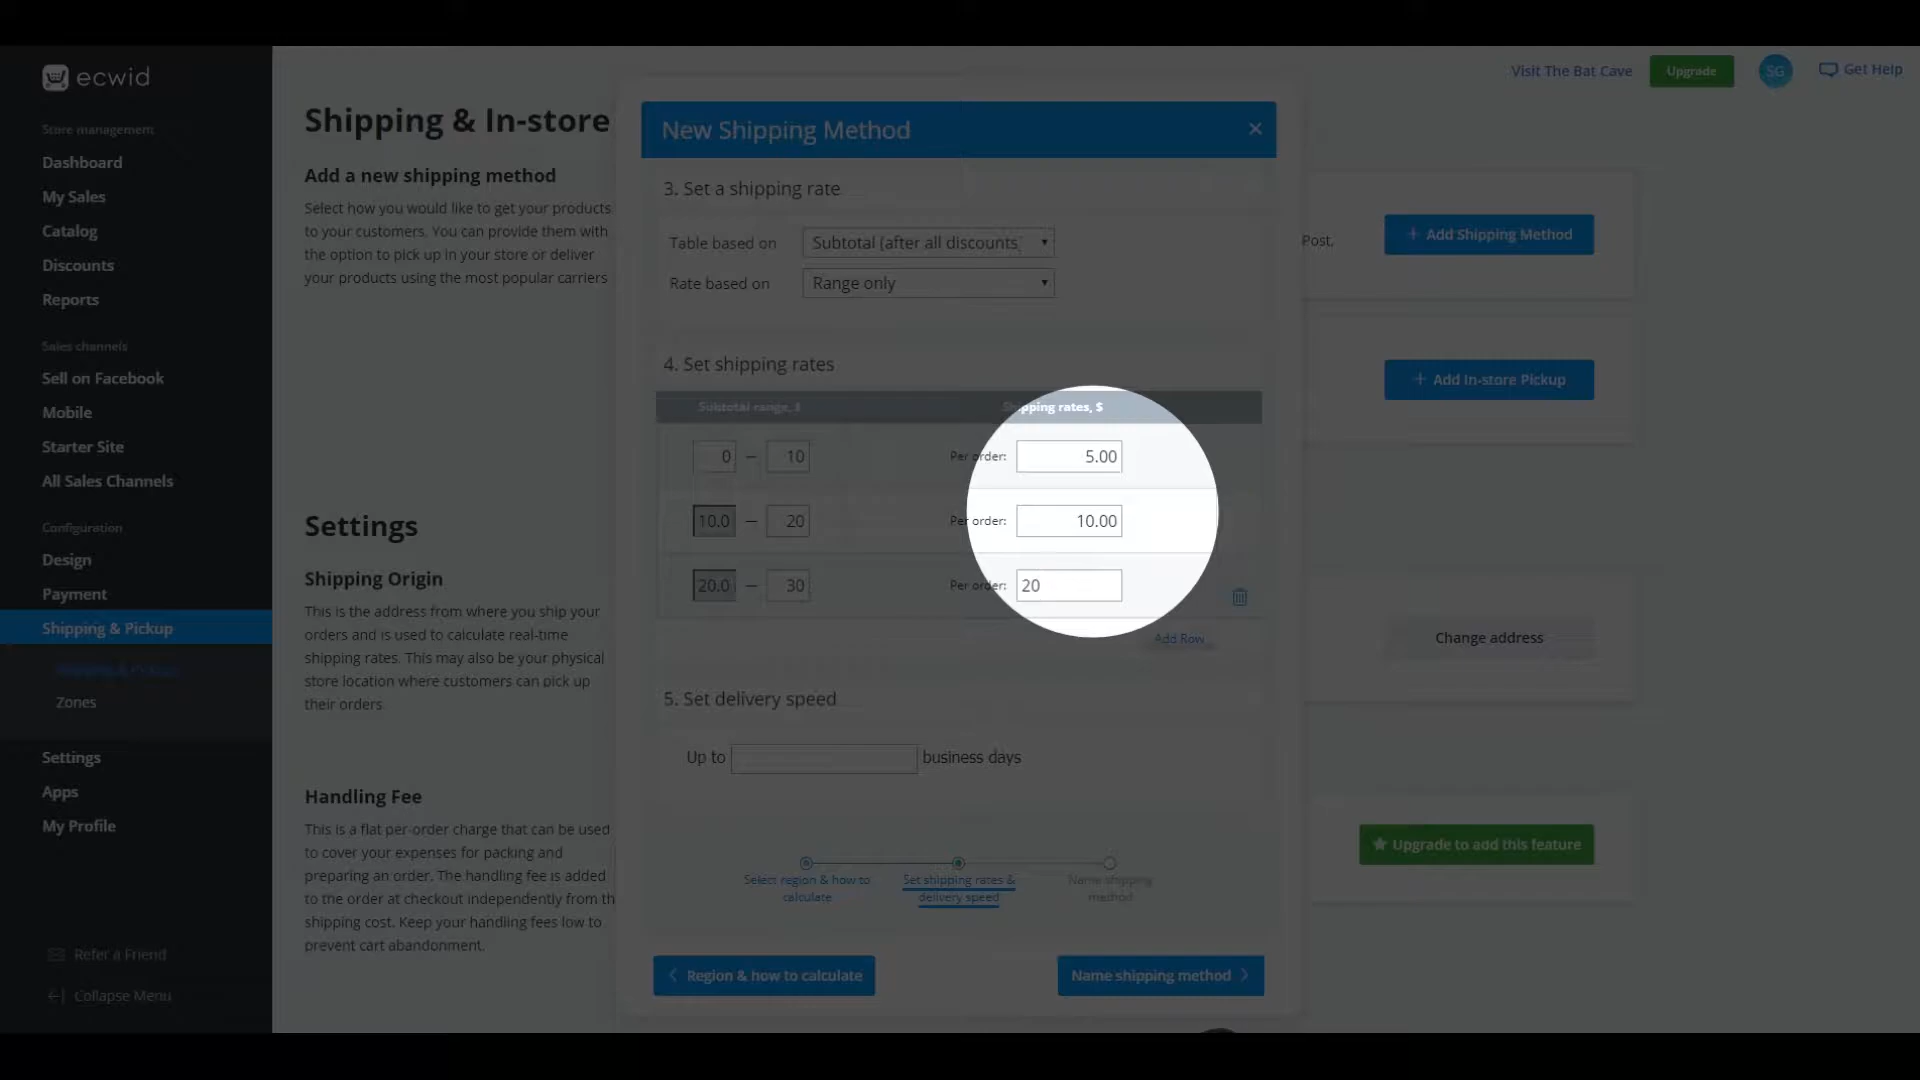 ecwid
Store management
Dashboard
My Sales
Catalog
Discounts
Reports
Sales channels
Sell on Facebook
Mobile
Starter Site
All Sales Channels
Configuration
Design
Payment
Shipping & Pickup
Shipping & Pickup
Zones
Settings
Apps
My Profile
Refer a Friend
Collapse Menu
Visit The Bat Cave
Upgrade
SG
Get Help
Shipping & In-store
Add a new shipping method
Select how you would like to get your products
to your customers. You can provide them with
the option to pick up in your store or deliver
your products using the most popular carriers
Settings
Shipping Origin
This is the address from where you ship your
orders and is used to calculate real-time
shipping rates. This may also be your physical
store location where customers can pick up
their orders.
Handling Fee
This is a flat per-order charge that can be used
to cover your expenses for packing and
preparing an order. The handling fee is added
to the order at checkout independently from th
shipping cost. Keep your handling fees low to
prevent cart abandonment.
New Shipping Method
×
3. Set a shipping rate
Table based on Subtotal (after all discounts)
Rate based on Range only
4. Set shipping rates
Subtotal range, $ Shipping rates, $
0 – 10 Per order: 5.00
10.0 – 20 Per order: 10.00
20.0 – 30 Per order: 20
Add Row
5. Set delivery speed
Up to business days
Select region & how to
calculate
Set shipping rates &
delivery speed
Name shipping
method
Region & how to calculate
Name shipping method
Post,
+ Add Shipping Method
+ Add In-store Pickup
Change address
Upgrade to add this feature